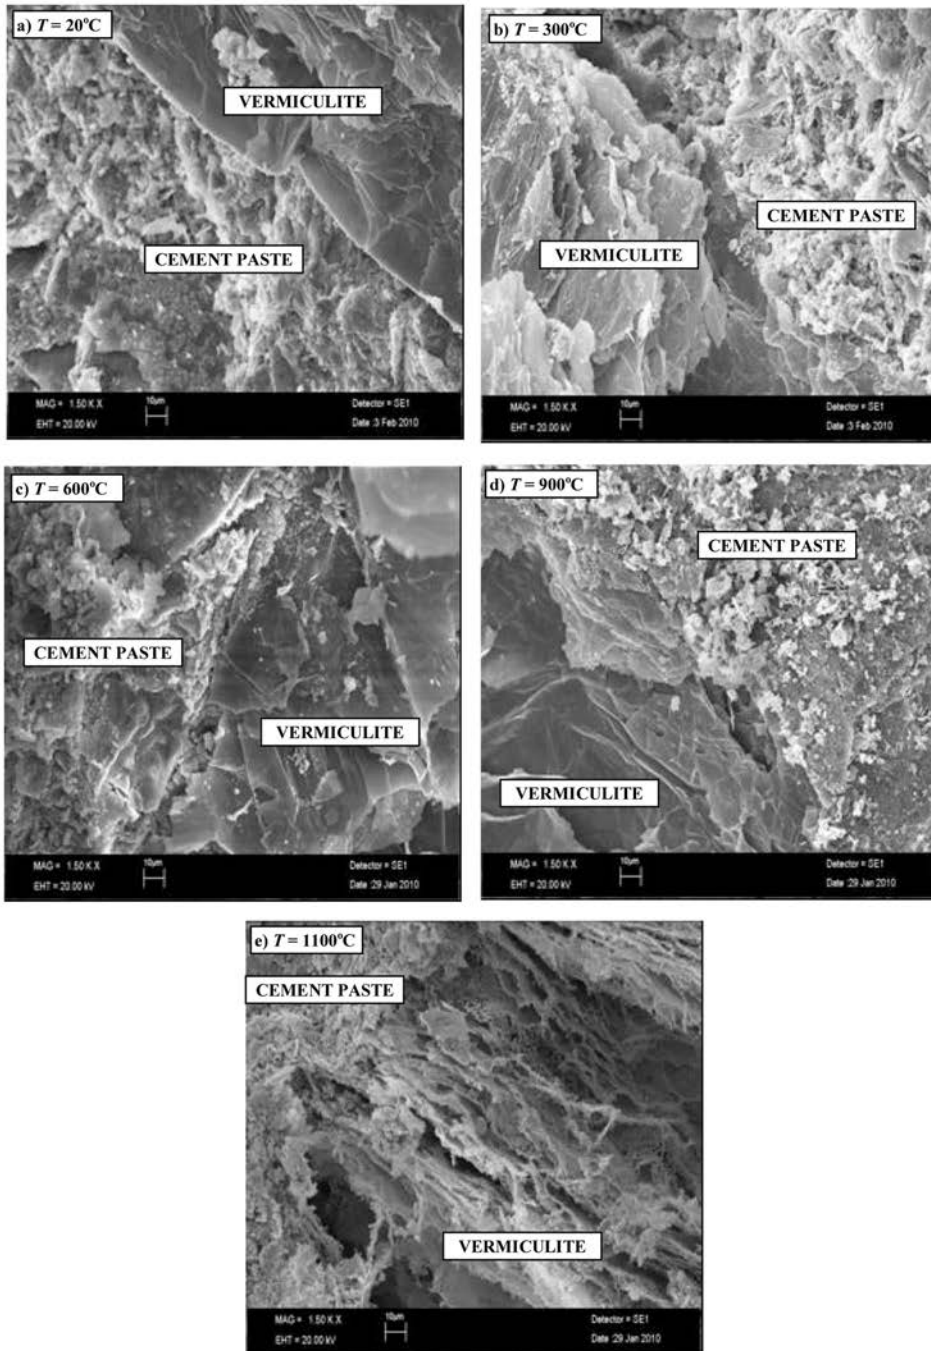 a) T = 20°C
VERMICULITE
CEMENT PASTE
MAG = 1.50 K X
10μm
Detector = SE1
EHT = 20.00 kV
Date :3 Feb 2010
b) T = 300°C
CEMENT PASTE
VERMICULITE
MAG = 1.50 K X
10μm
Detector = SE1
EHT = 20.00 kV
Date :3 Feb 2010
c) T = 600°C
CEMENT PASTE
VERMICULITE
MAG = 1.50 K X
10μm
Detector = SE1
EHT = 20.00 kV
Date :29 Jan 2010
d) T = 900°C
CEMENT PASTE
VERMICULITE
MAG = 1.50 K X
10μm
Detector = SE1
EHT = 20.00 kV
Date :29 Jan 2010
e) T = 1100°C
CEMENT PASTE
VERMICULITE
MAG = 1.50 K X
10μm
Detector = SE1
EHT = 20.00 kV
Date :29 Jan 2010